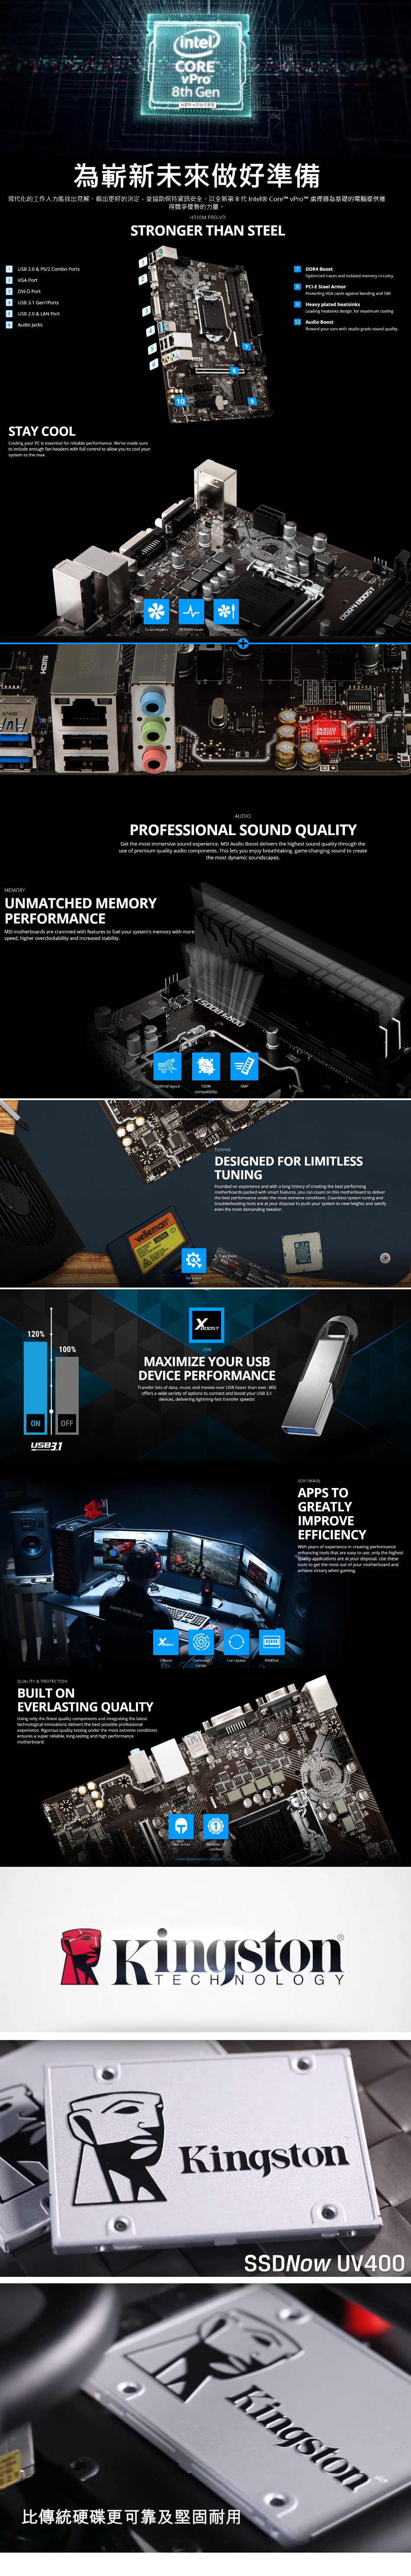 intel
CORE™
vPro™
8th Gen
為嶄新未來做好準備
現代化的工作人力能找出見解、做出更好的決定，並協助保持資訊安全，以全新第 8 代 Intel® Core™ vPro™ 處理器為基礎的電腦提供獲
得競爭優勢的力量。
H310M PRO-VD
STRONGER THAN STEEL
1 USB 2.0 & PS/2 Combo Ports
2 VGA Port
3 DVI-D Port
4 USB 3.1 Gen1Ports
5 USB 2.0 & LAN Port
6 Audio Jacks
7 DDR4 Boost
Optimized traces and isolated memory circuitry
8 PCI-E Steel Armor
Protecting VGA cards against bending and EMI
9 Heavy plated heatsinks
Leading heatsinks design, for maximum cooling
10 Audio Boost
Reward your ears with studio grade sound quality.
1
2
3
4
5
6
7
8
9
10
msi
STAY COOL
Cooling your PC is essential for reliable performance. We've made sure
to include enough fan headers with full control to allow you to cool your
system to the max.
DDR4 BOOST
HDMI
AUDIO
BOOST
AUDIO
PROFESSIONAL SOUND QUALITY
Get the most immersive sound experience. MSI Audio Boost delivers the highest sound quality through the
use of premium quality audio components. This lets you enjoy breathtaking, game-changing sound to create
the most dynamic soundscapes.
MEMORY
UNMATCHED MEMORY
PERFORMANCE
MSI motherboards are crammed with features to fuel your system's memory with more
speed, higher overclockability and increased stability.
DDR4 BOOST
Optimal layout
100%
compatibility
XMP
TUNING
DESIGNED FOR LIMITLESS
TUNING
Founded on experience and with a long history of creating the best performing
motherboards packed with smart features, you can count on this motherboard to deliver
the best performance under the most extreme conditions. Countless system tuning and
troubleshooting tools are at your disposal to push your system to new heights and satisfy
even the most demanding tweaker.
velleman
120%
100%
ON
OFF
USB3.1
X BOOST
USB
MAXIMIZE YOUR USB
DEVICE PERFORMANCE
Transfer lots of data, music and movies over USB faster than ever. MSI
offers a wide variety of options to connect and boost your USB 3.1
devices, delivering lightning-fast transfer speeds!
SOFTWARE
APPS TO
GREATLY
IMPROVE
EFFICIENCY
With years of experience in creating performance
enhancing tools that are easy to use, only the highest
quality applications are at your disposal. Use these
tools to get the most out of your motherboard and
achieve victory when gaming.
www.msi.com
X-Boost
Command
Center
Live Update
RAMDisk
QUALITY & PROTECTION
BUILT ON
EVERLASTING QUALITY
Using only the finest quality components and integrating the latest
technological innovations delivers the best possible professional
experience. Rigorous quality testing under the most extreme conditions
ensures a super reliable, long-lasting and high performance
motherboard.
Kingston®
TECHNOLOGY
Kingston
SSDNow UV400
Kingston
比傳統硬碟更可靠及堅固耐用